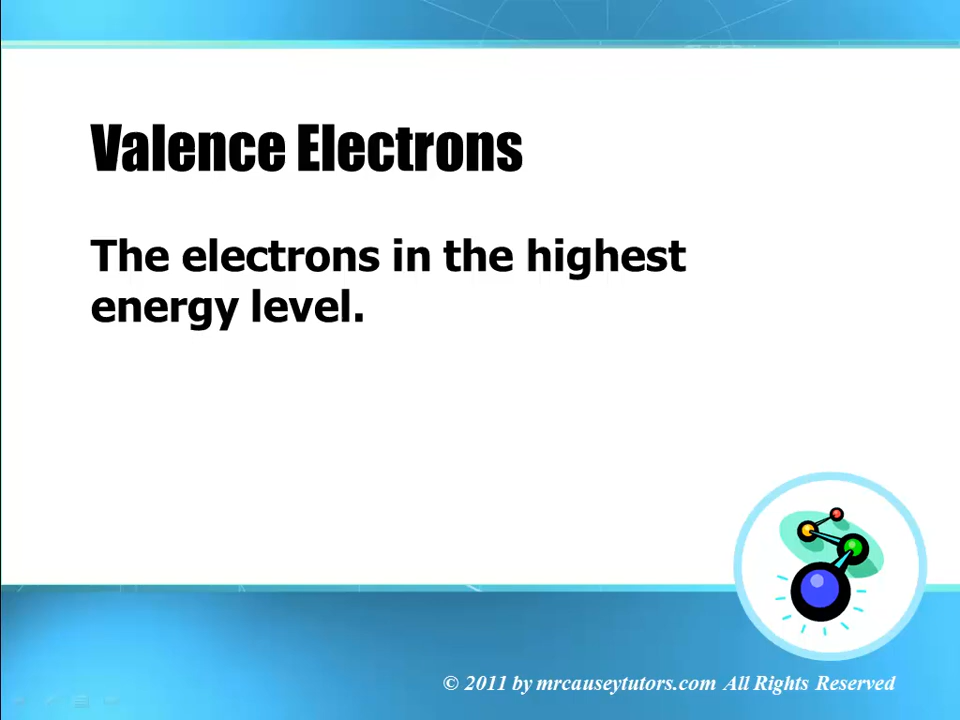 Valence Electrons
The electrons in the highest
energy level.
© 2011 by mrcauseytutors.com All Rights Reserved